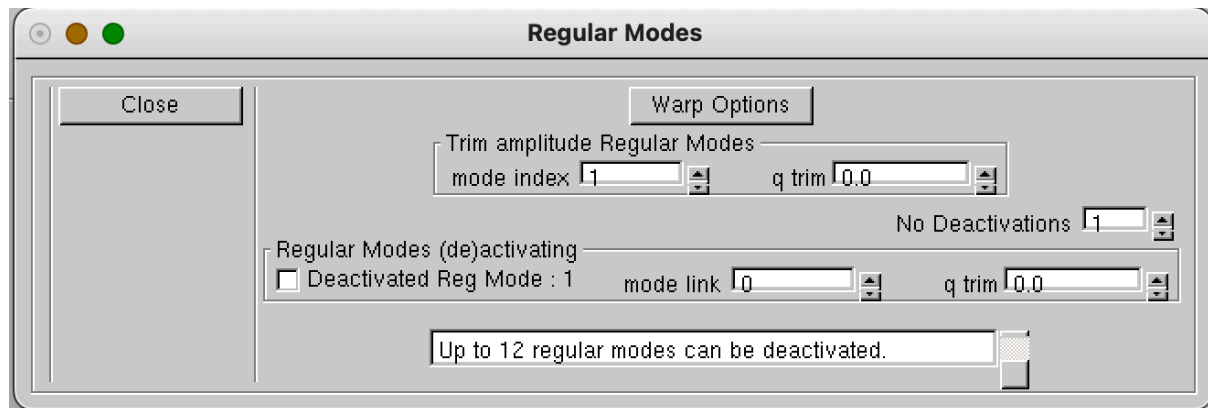 Regular Modes
Close
Warp Options
Trim amplitude Regular Modes
mode index 1 q trim 0.0
No Deactivations 1
Regular Modes (de)activating
Deactivated Reg Mode : 1 mode link 0 q trim 0.0
Up to 12 regular modes can be deactivated.